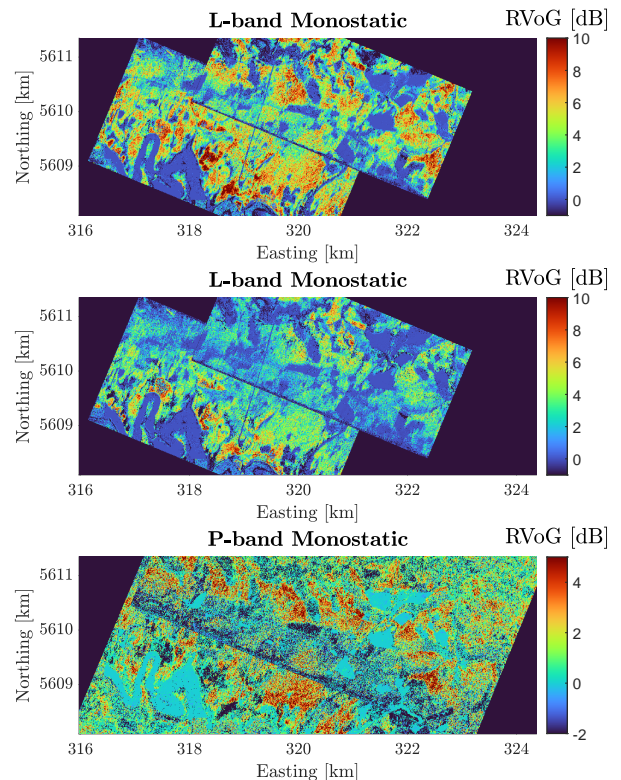 L-band Monostatic RVoG [dB]
10
8
6
4
2
0
5611
5610
5609
Northing [km]
316 318 320 322 324
Easting [km]
L-band Monostatic RVoG [dB]
10
8
6
4
2
0
5611
5610
5609
Northing [km]
316 318 320 322 324
Easting [km]
P-band Monostatic RVoG [dB]
4
2
0
-2
5611
5610
5609
Northing [km]
316 318 320 322 324
Easting [km]